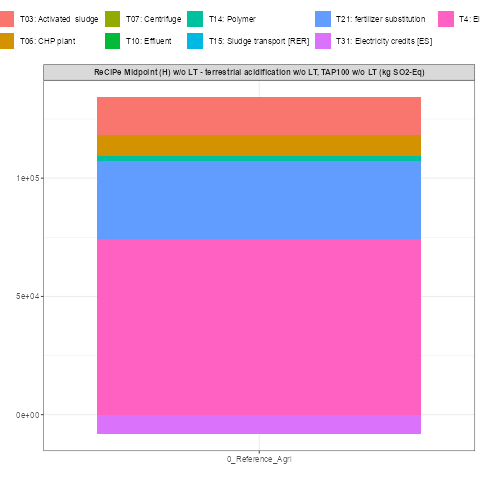 T03: Activated sludge T07: Centrifuge T14: Polymer T21: fertilizer substitution T4: El
T06: CHP plant T10: Effluent T15: Sludge transport [RER] T31: Electricity credits [ES]
ReCiPe Midpoint (H) w/o LT - terrestrial acidification w/o LT, TAP100 w/o LT (kg SO2-Eq)
1e+05
5e+04
0e+00
0_Reference_Agri